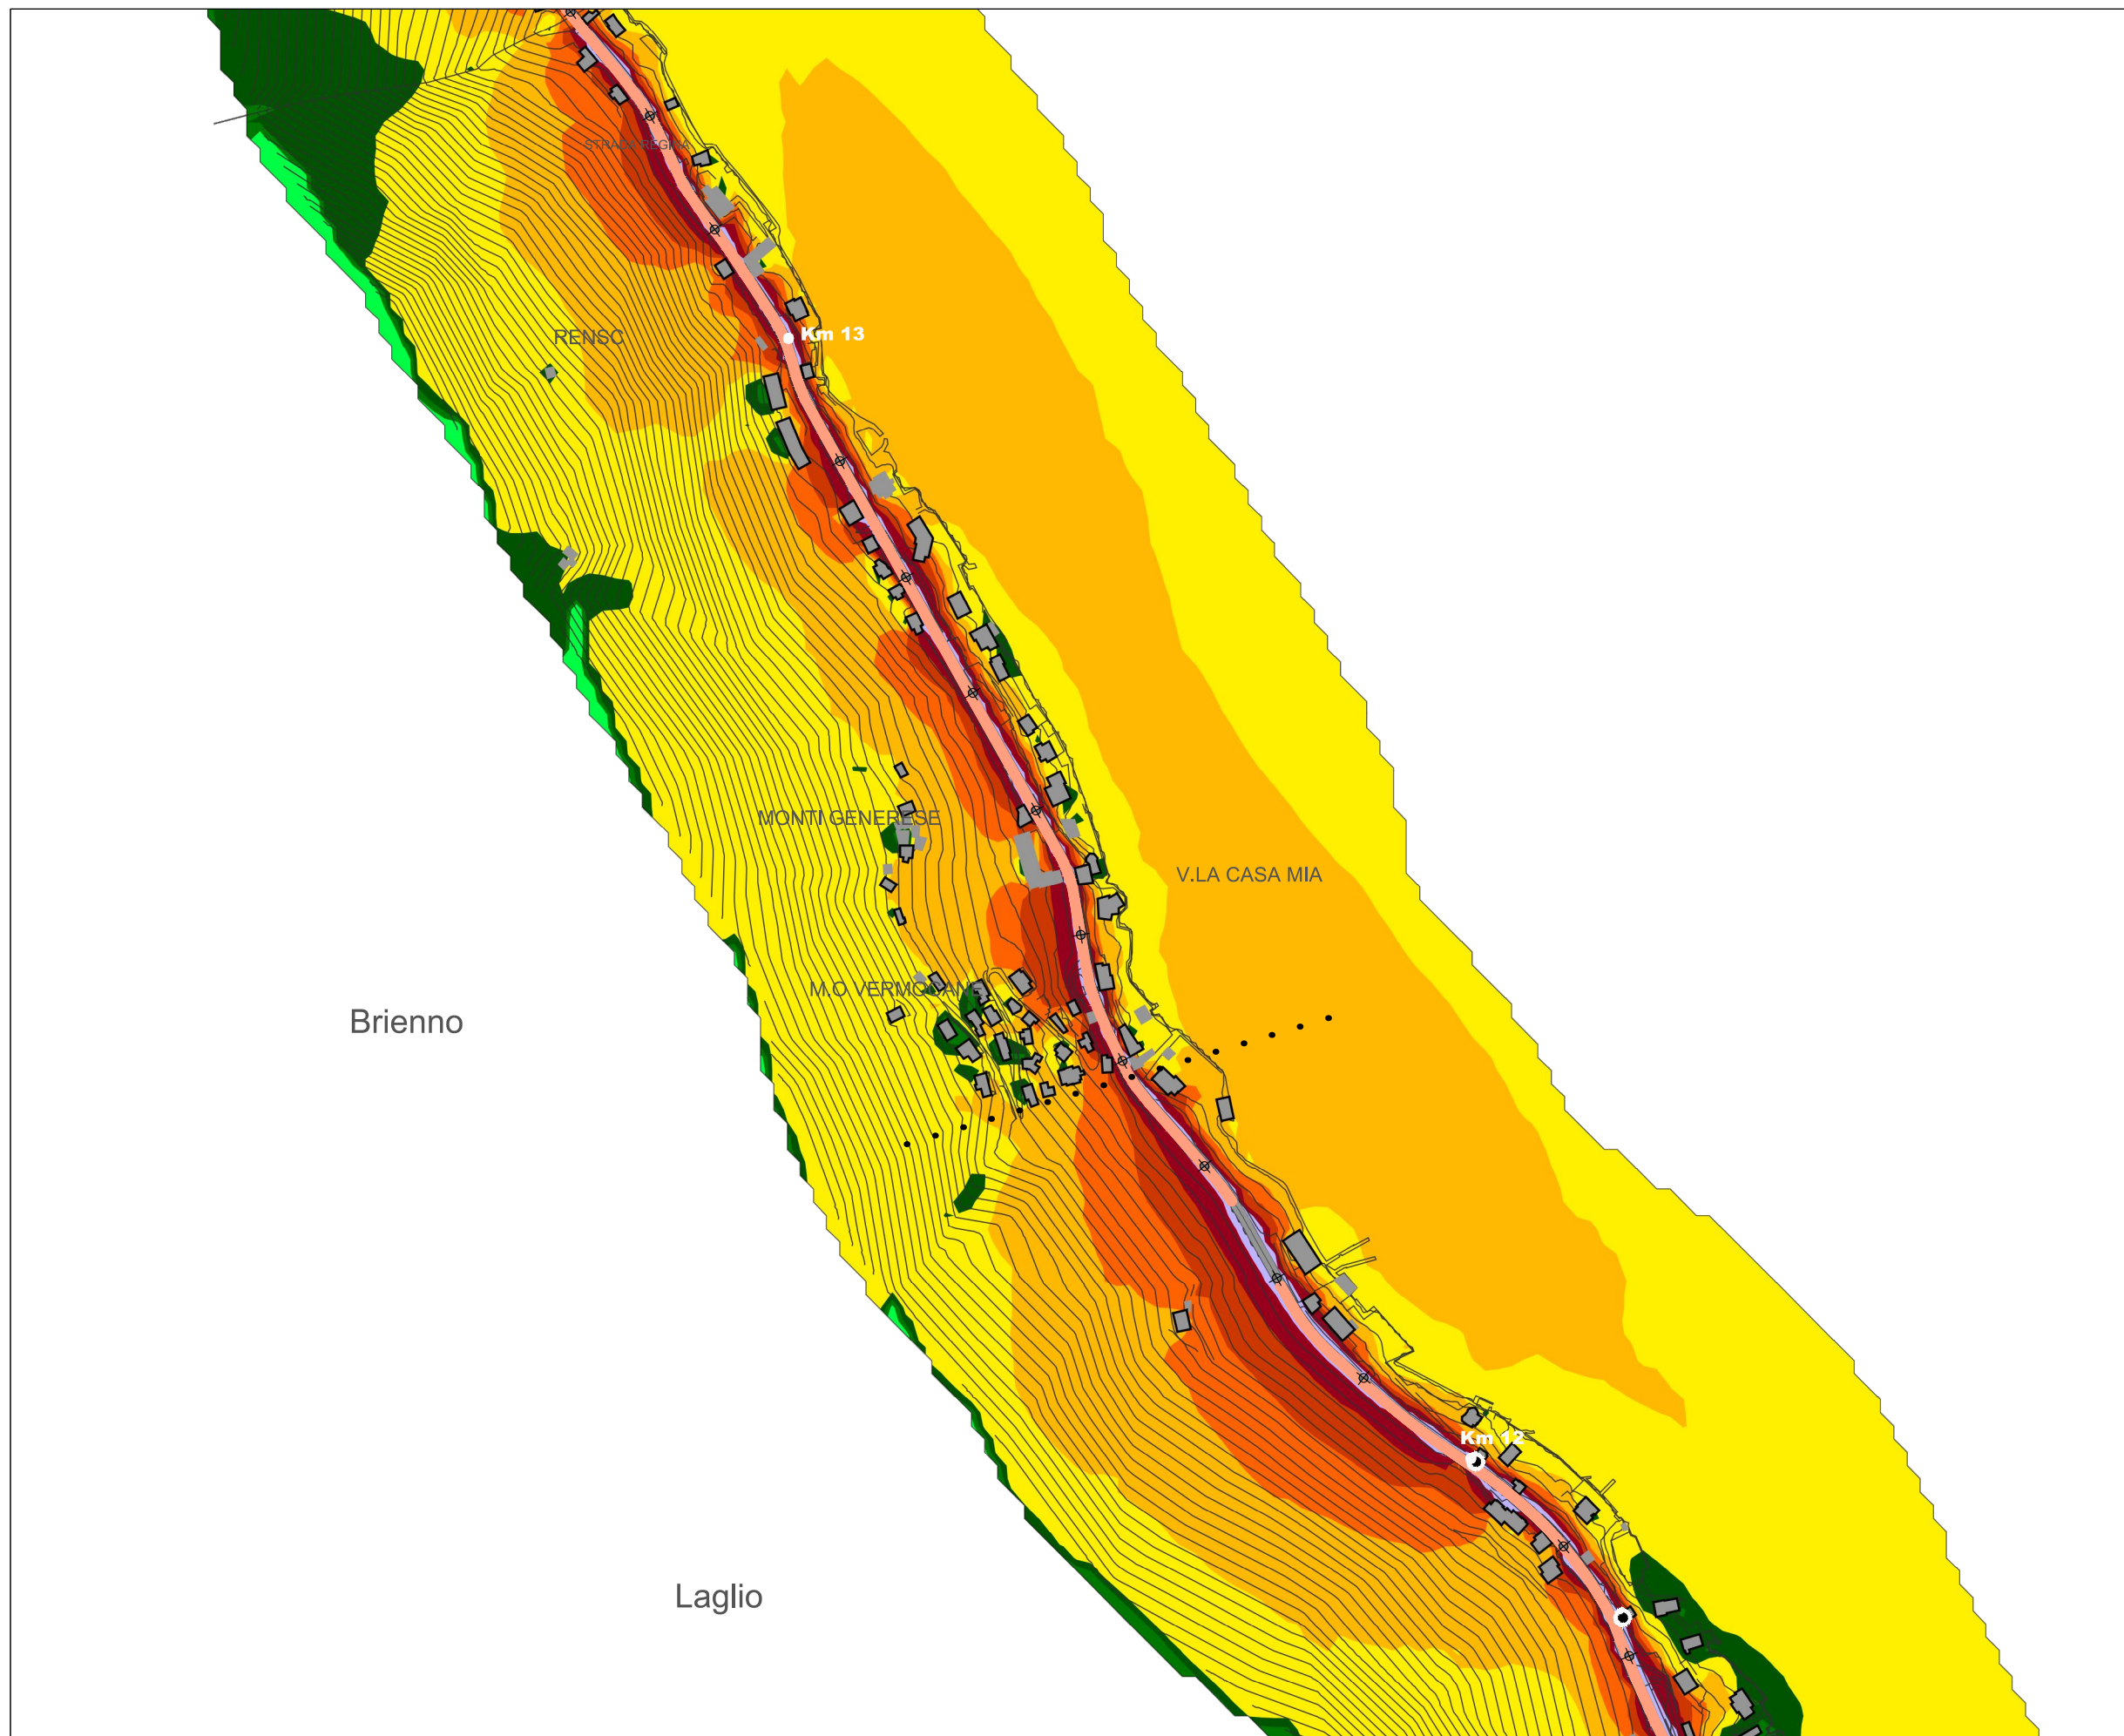 STRADA REGINA
RENSC
Km 13
MONTI GENERESE
V.LA CASA MIA
M.O VERMOGANE
Brienno
Km 12
Laglio